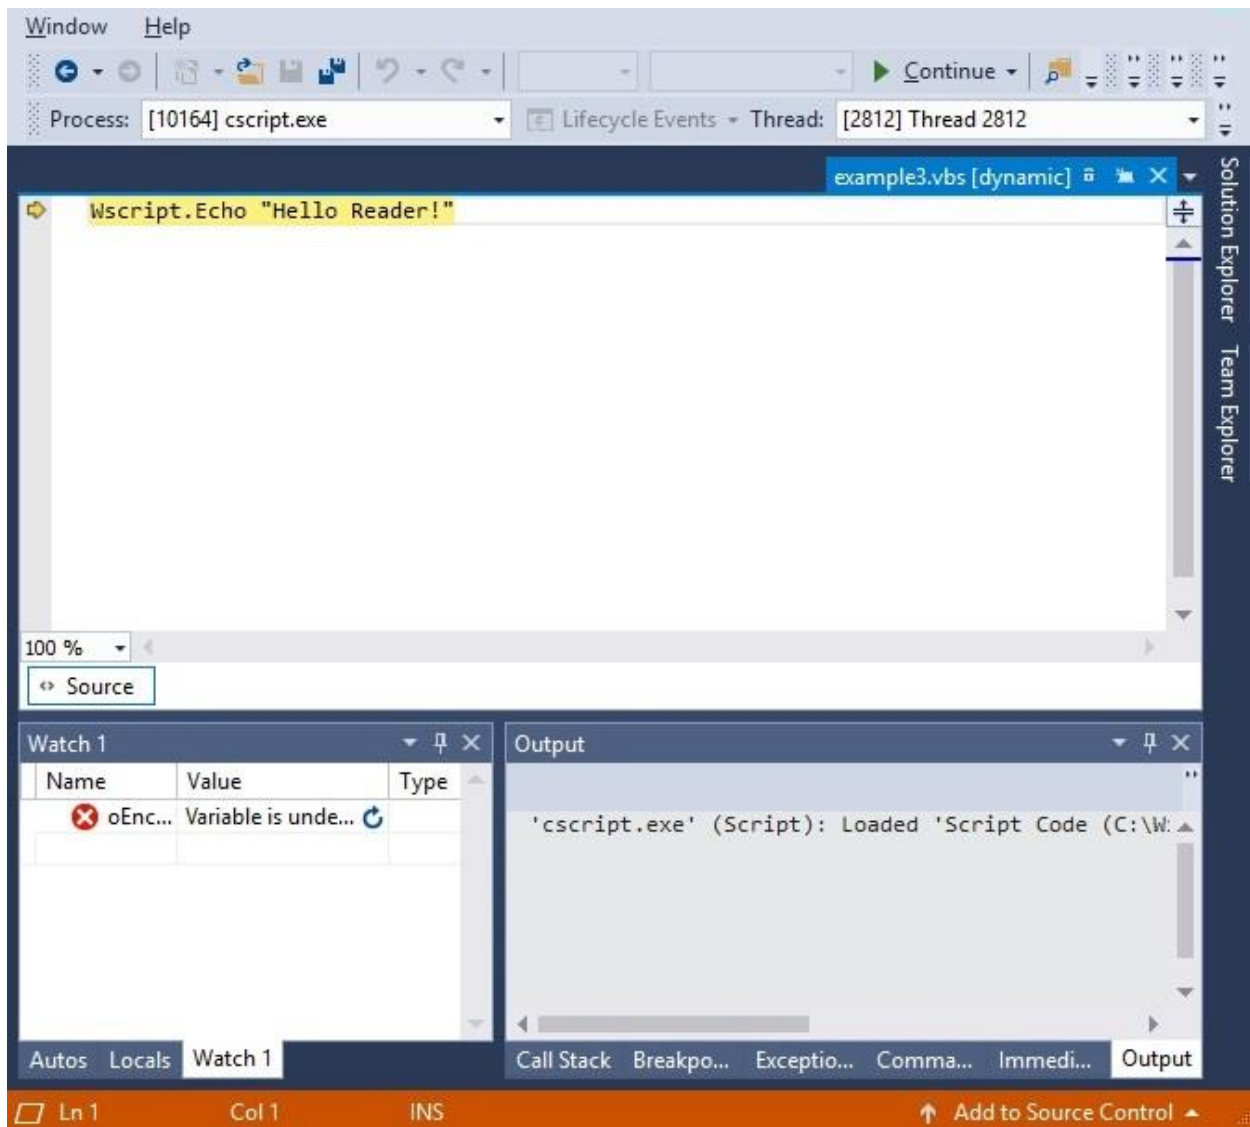 Window Help
Continue
Process: [10164] cscript.exe Lifecycle Events Thread: [2812] Thread 2812
example3.vbs [dynamic]
Wscript.Echo "Hello Reader!"
Solution Explorer
Team Explorer
100 %
Source
Watch 1
Name Value Type
oEnc... Variable is unde...
Autos Locals Watch 1
Output
'cscript.exe' (Script): Loaded 'Script Code (C:\W
Call Stack Breakpo... Exceptio... Comma... Immedi... Output
Ln 1 Col 1 INS Add to Source Control